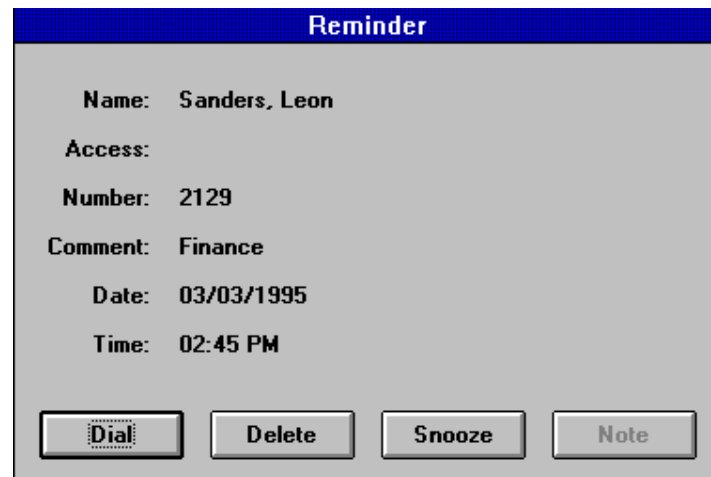 Reminder
Name: Sanders, Leon
Access:
Number: 2129
Comment: Finance
Date: 03/03/1995
Time: 02:45 PM
Dial Delete Snooze Note